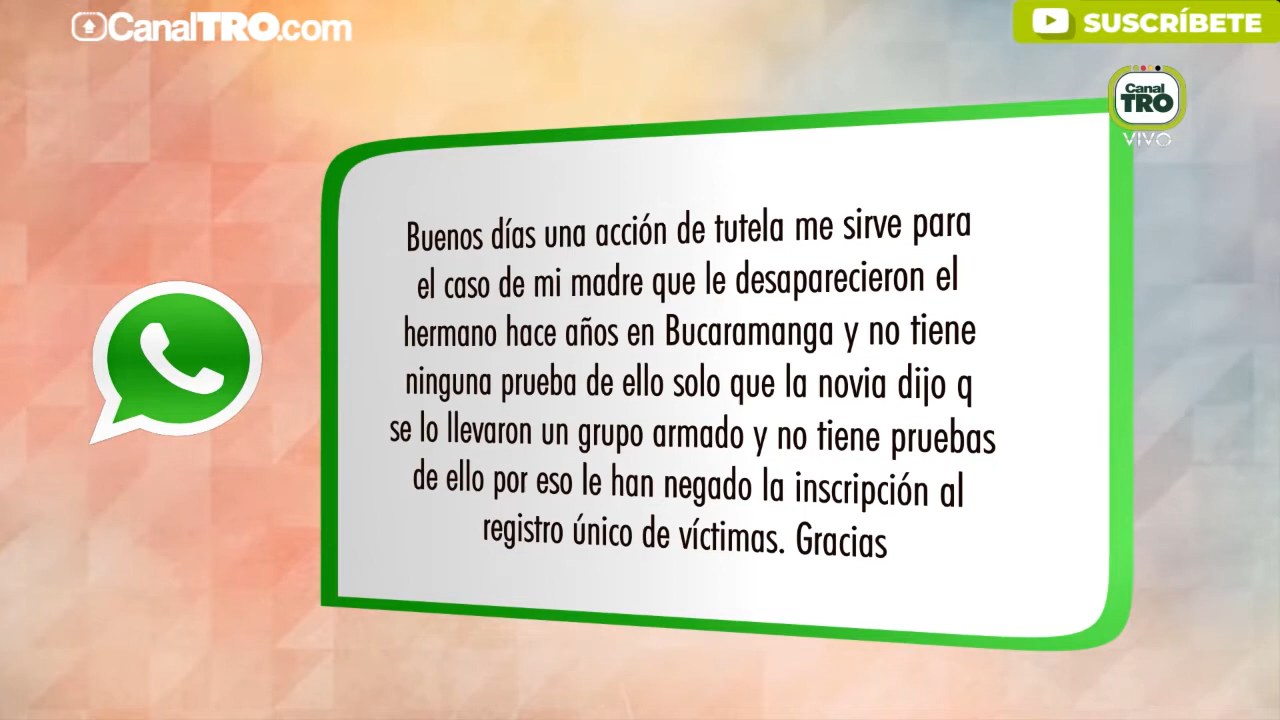 CanalTRO.com
SUSCRÍBETE
Canal
TRO
VIVO
Buenos días una acción de tutela me sirve para
el caso de mi madre que le desaparecieron el
hermano hace años en Bucaramanga y no tiene
ninguna prueba de ello solo que la novia dijo q
se lo llevaron un grupo armado y no tiene pruebas
de ello por eso le han negado la inscripción al
registro único de víctimas. Gracias